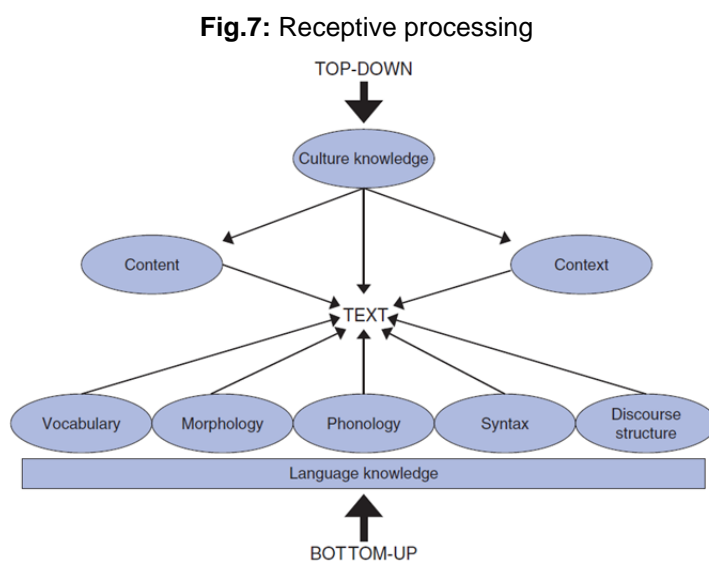 Fig.7: Receptive processing
TOP-DOWN
Culture knowledge
Content
Context
TEXT
Vocabulary
Morphology
Phonology
Syntax
Discourse
structure
Language knowledge
BOTTOM-UP